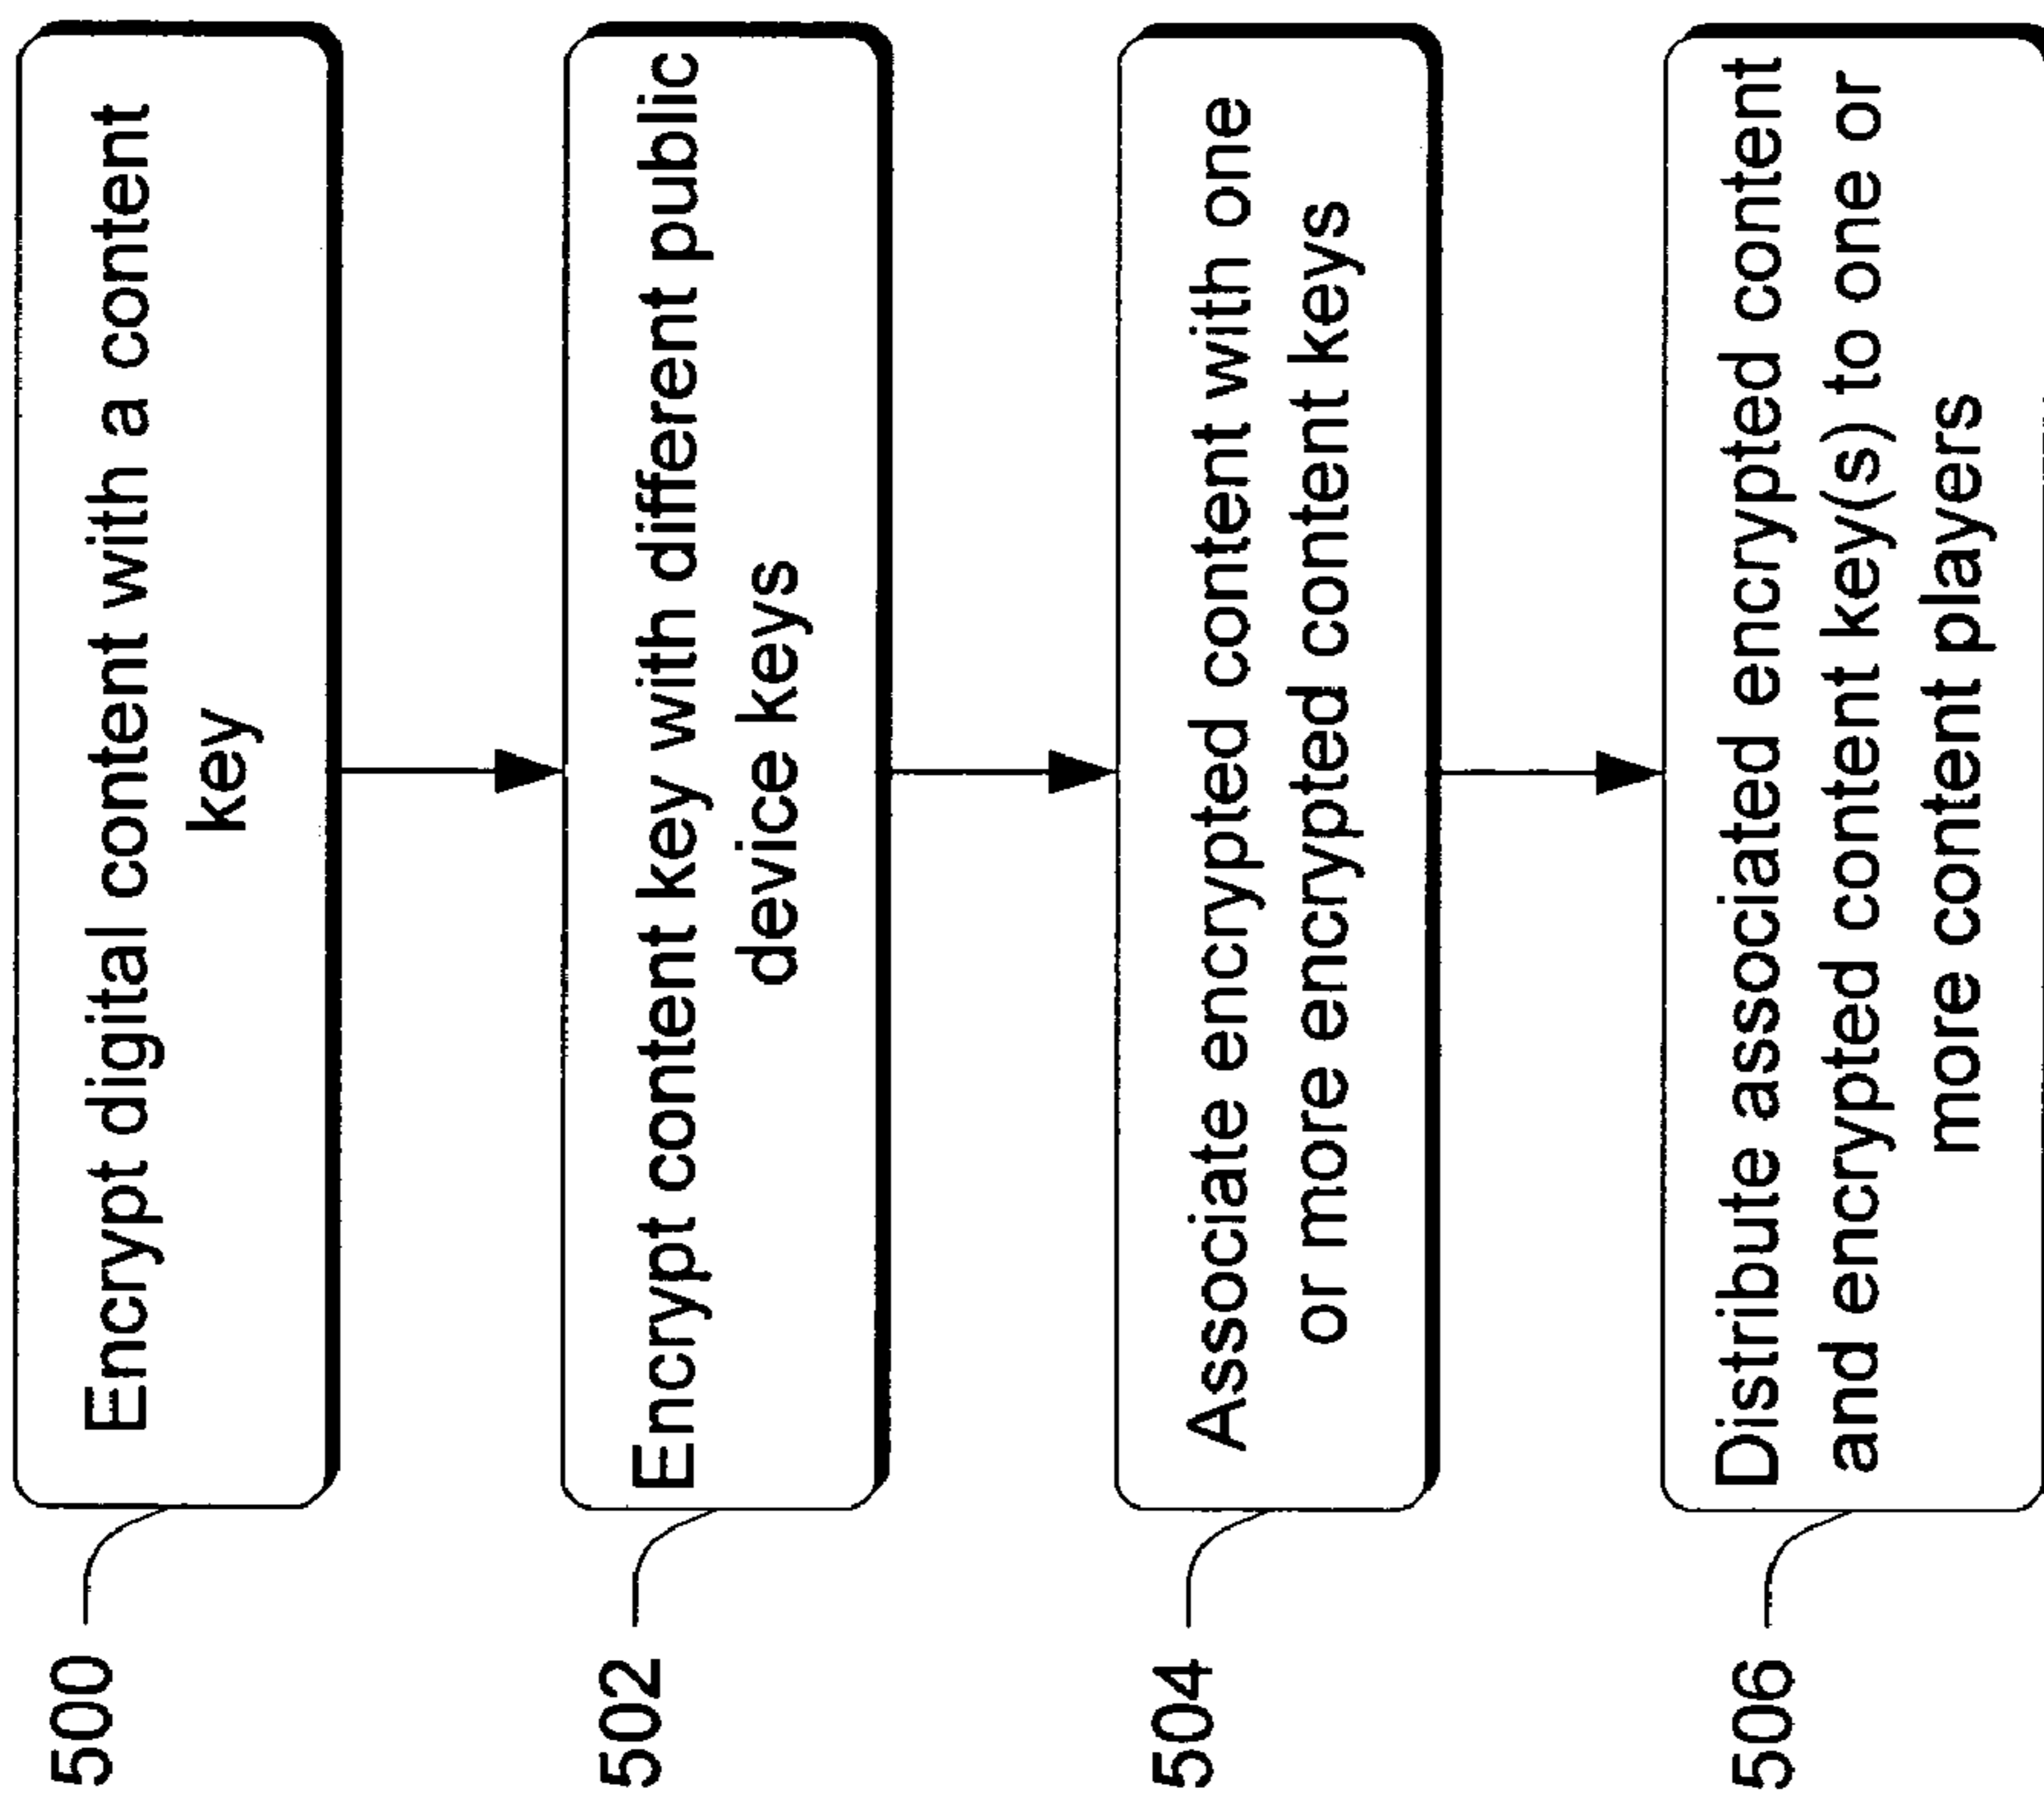 500
Encrypt digital content with a content
key
502
Encrypt content key with different public
device keys
504
Associate encrypted content with one
or more encrypted content keys
506
Distribute associated encrypted content
and encrypted content key(s) to one or
more content players